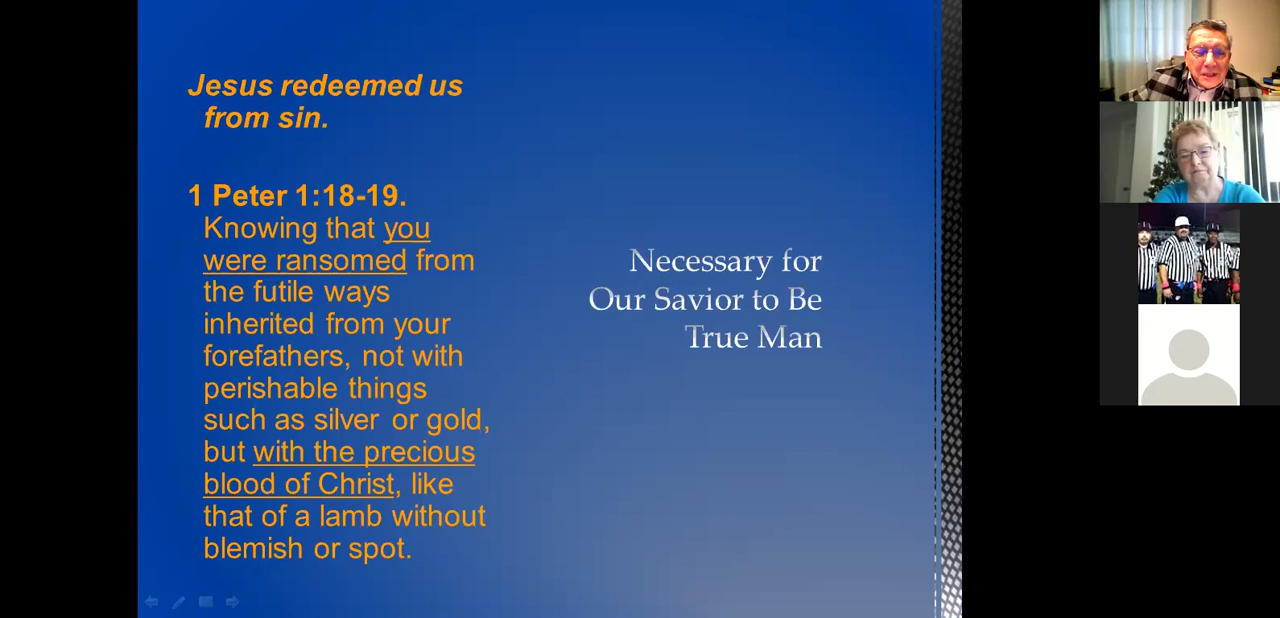 Jesus redeemed us
from sin.
1 Peter 1:18-19.
Knowing that you
were ransomed from
the futile ways
inherited from your
forefathers, not with
perishable things
such as silver or gold,
but with the precious
blood of Christ, like
that of a lamb without
blemish or spot.
Necessary for
Our Savior to Be
True Man